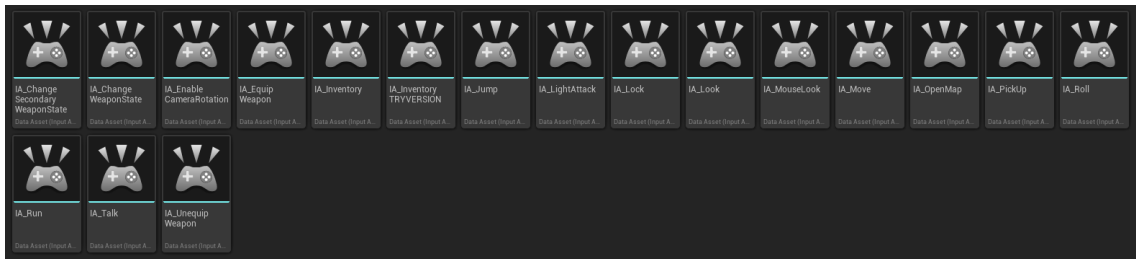 IA_Change
Secondary
WeaponState
Data Asset (Input A...
IA_Change
WeaponState
Data Asset (Input A...
IA_Enable
CameraRotation
Data Asset (Input A...
IA_Equip
Weapon
Data Asset (Input A...
IA_Inventory
Data Asset (Input A...
IA_Inventory
TRYVERSION
Data Asset (Input A...
IA_Jump
Data Asset (Input A...
IA_LightAttack
Data Asset (Input A...
IA_Lock
Data Asset (Input A...
IA_Look
Data Asset (Input A...
IA_MouseLook
Data Asset (Input A...
IA_Move
Data Asset (Input A...
IA_OpenMap
Data Asset (Input A...
IA_PickUp
Data Asset (Input A...
IA_Roll
Data Asset (Input A...
IA_Run
Data Asset (Input A...
IA_Talk
Data Asset (Input A...
IA_Unequip
Weapon
Data Asset (Input A...